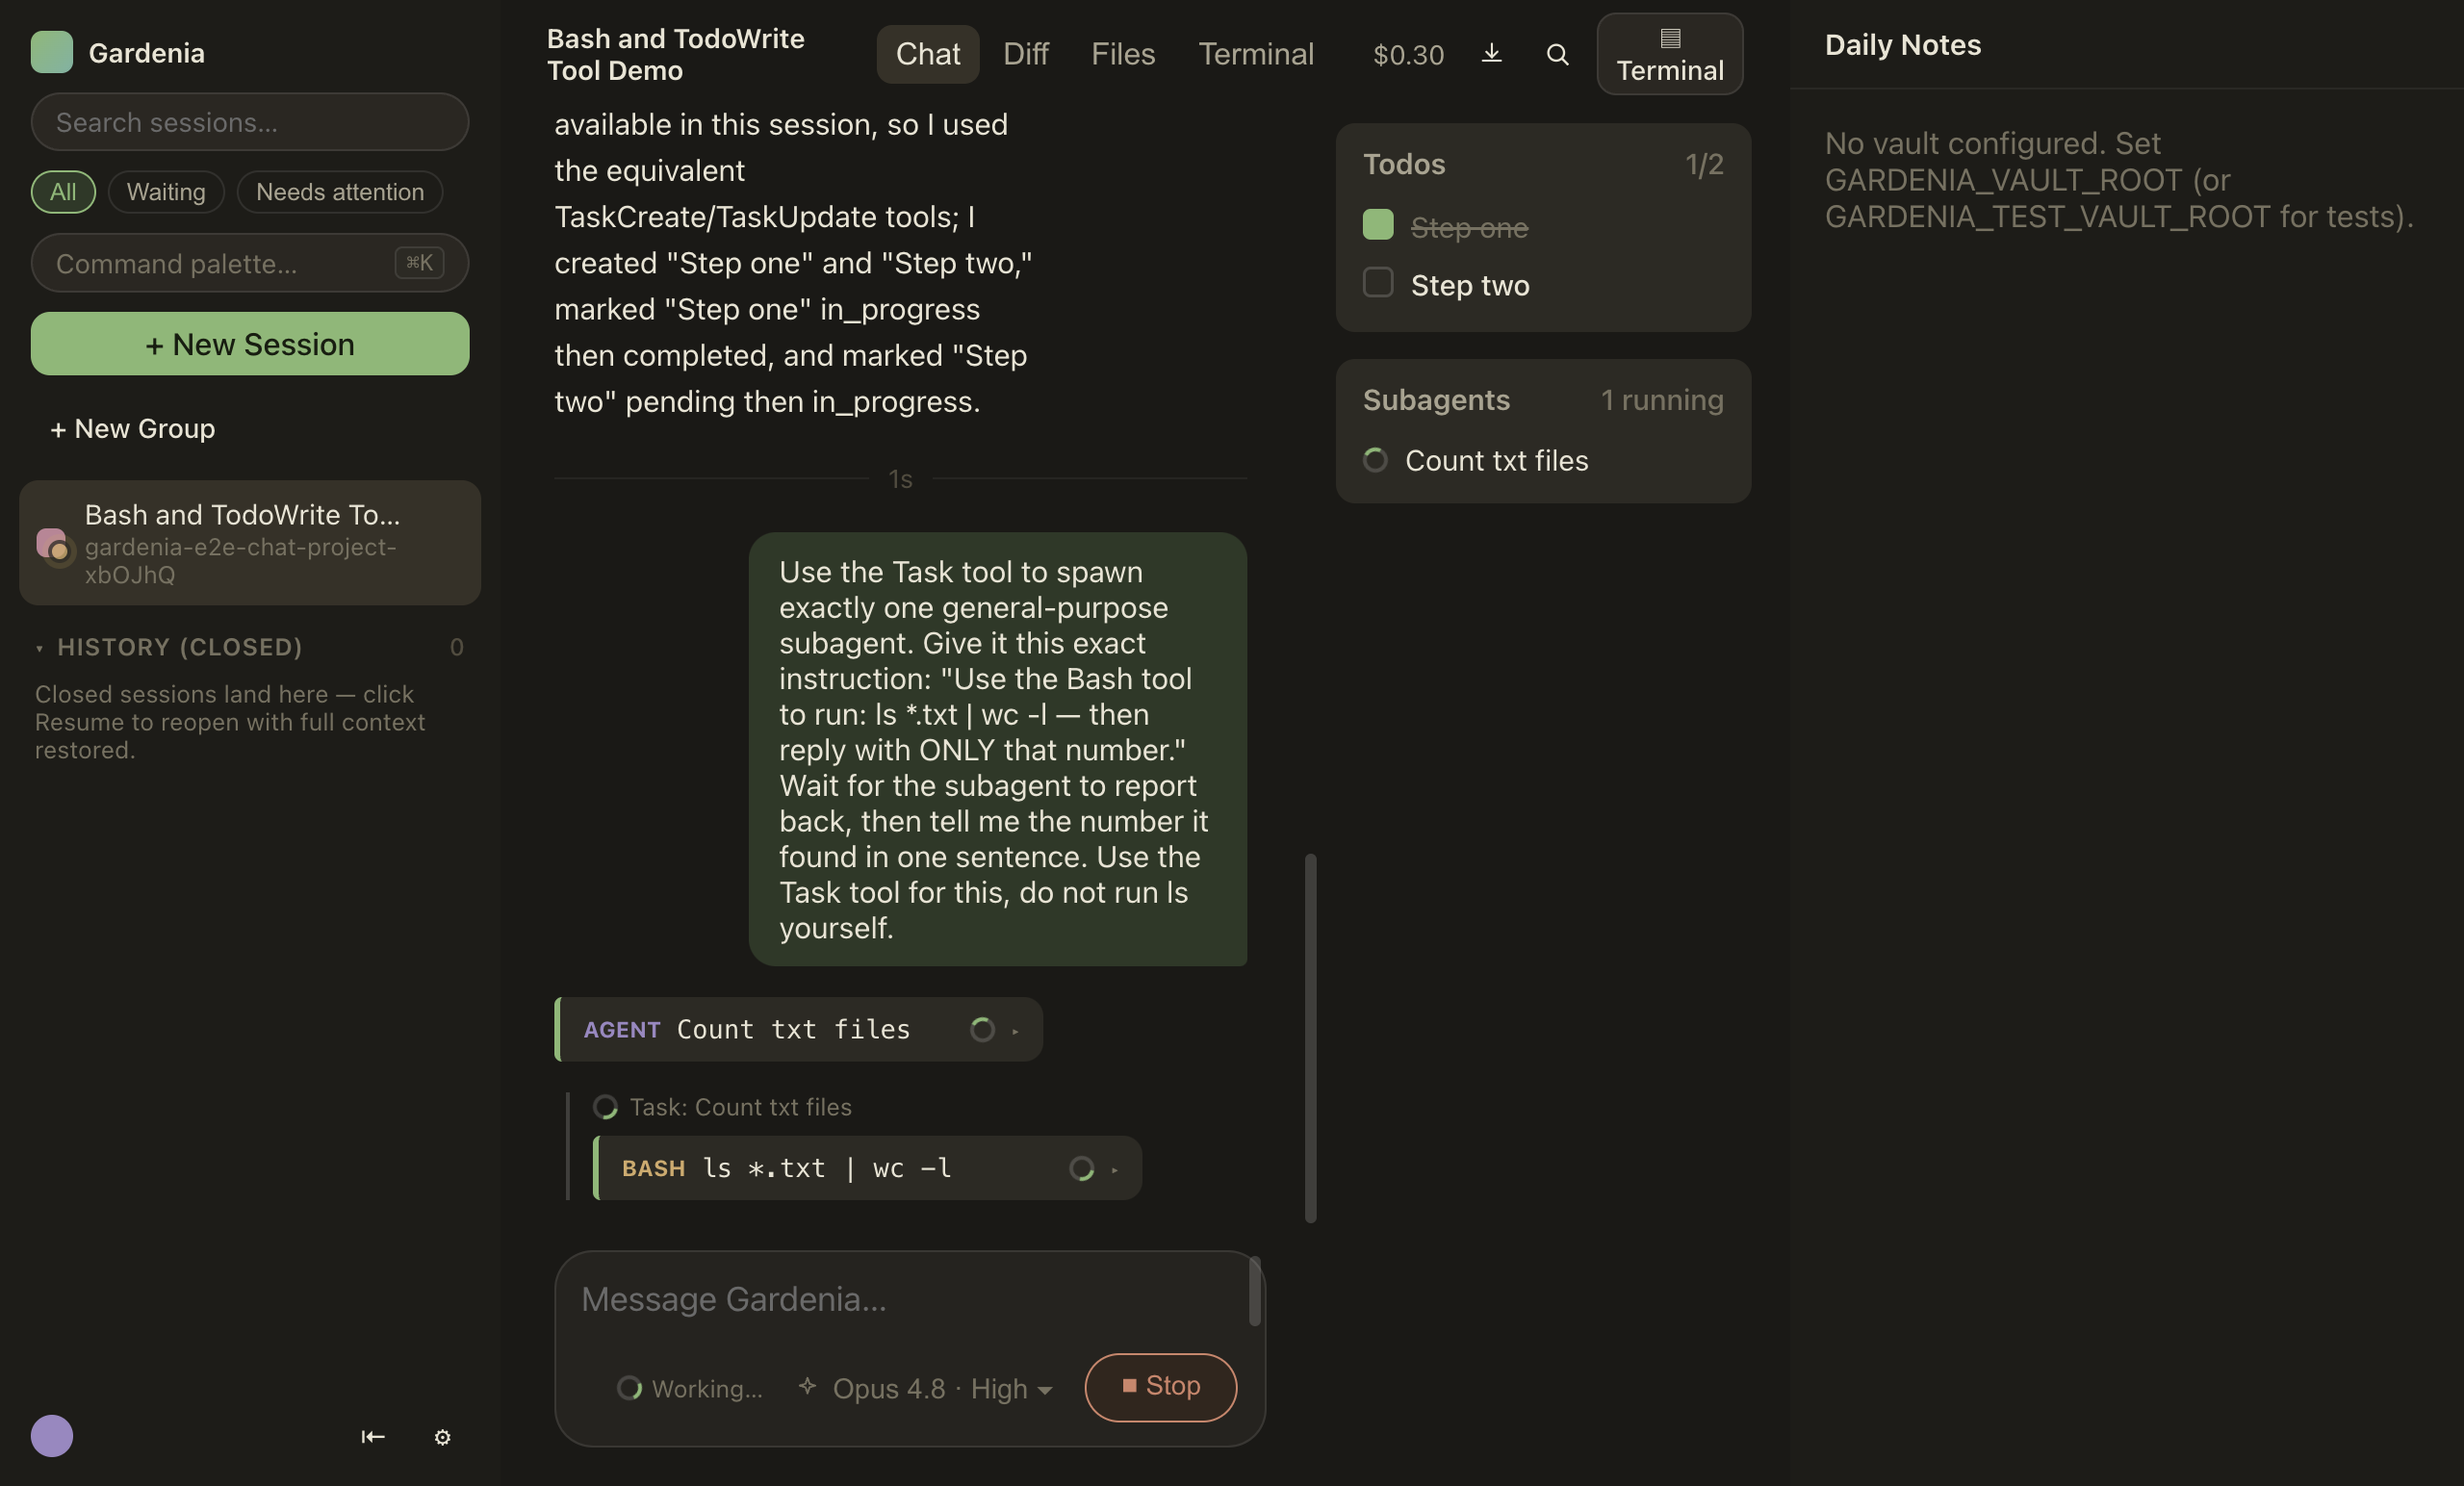 Gardenia
Search sessions...
All
Waiting
Needs attention
Command palette...
⌘K
+ New Session
+ New Group
Bash and TodoWrite To...
gardenia-e2e-chat-project-
xbOJhQ
HISTORY (CLOSED)
0
Closed sessions land here — click
Resume to reopen with full context
restored.
Bash and TodoWrite
Tool Demo
Chat
Diff
Files
Terminal
$0.30
Terminal
available in this session, so I used
the equivalent
TaskCreate/TaskUpdate tools; I
created "Step one" and "Step two,"
marked "Step one" in_progress
then completed, and marked "Step
two" pending then in_progress.
1s
Use the Task tool to spawn
exactly one general-purpose
subagent. Give it this exact
instruction: "Use the Bash tool
to run: ls *.txt | wc -l — then
reply with ONLY that number."
Wait for the subagent to report
back, then tell me the number it
found in one sentence. Use the
Task tool for this, do not run ls
yourself.
AGENT Count txt files
Task: Count txt files
BASH ls *.txt | wc -l
Message Gardenia...
Working...
Opus 4.8 · High
Stop
Todos
1/2
Step one
Step two
Subagents
1 running
Count txt files
Daily Notes
No vault configured. Set
GARDENIA_VAULT_ROOT (or
GARDENIA_TEST_VAULT_ROOT for tests).